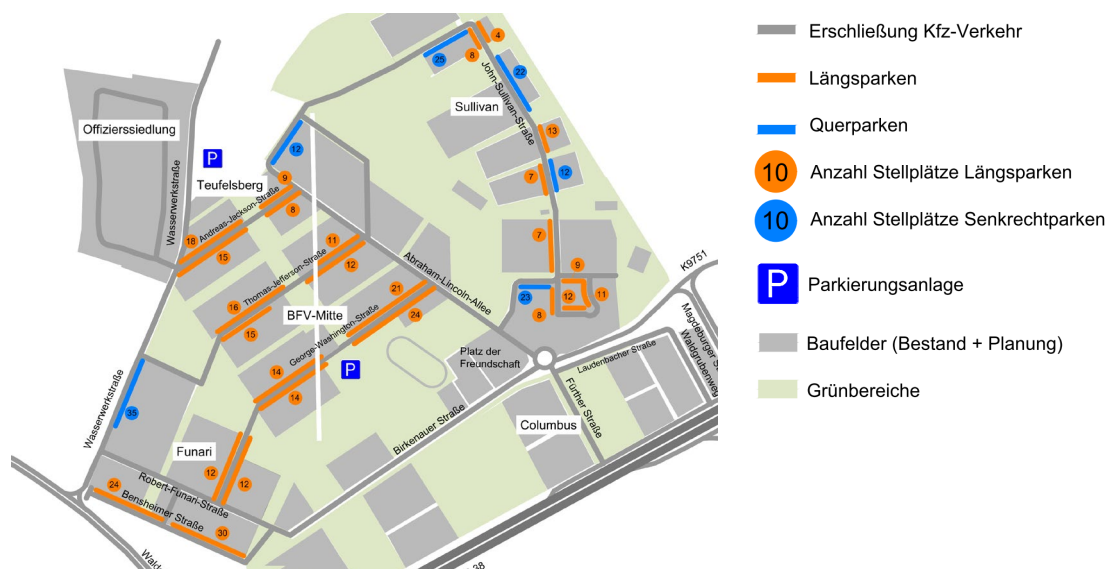 4
25
8
22
John-Sullivan-Straße
Sullivan
13
12
7
Offizierssiedlung
P
12
Wasserwerkstraße
Teufelsberg
9
8
Andreas-Jackson-Straße
18
15
7
11
12
Abraham-Lincoln-Allee
K9751
9
Thomas-Jefferson-Straße
16
15
BFV-Mitte
21
24
George-Washington-Straße
23
8
12
11
Magdeburger S
Waldgrubenweg
Laudenbacher Straße
Platz der
Freundschaft
14
14
P
Fürther Straße
Wasserwerkstraße
35
Birkenauer Straße
Columbus
Funari
12
12
Robert-Funari-Straße
24
Bensheimer Straße
30
Wald
38
Erschließung Kfz-Verkehr
Längsparken
Querparken
10 Anzahl Stellplätze Längsparken
10 Anzahl Stellplätze Senkrechtparken
P Parkierungsanlage
Baufelder (Bestand + Planung)
Grünbereiche